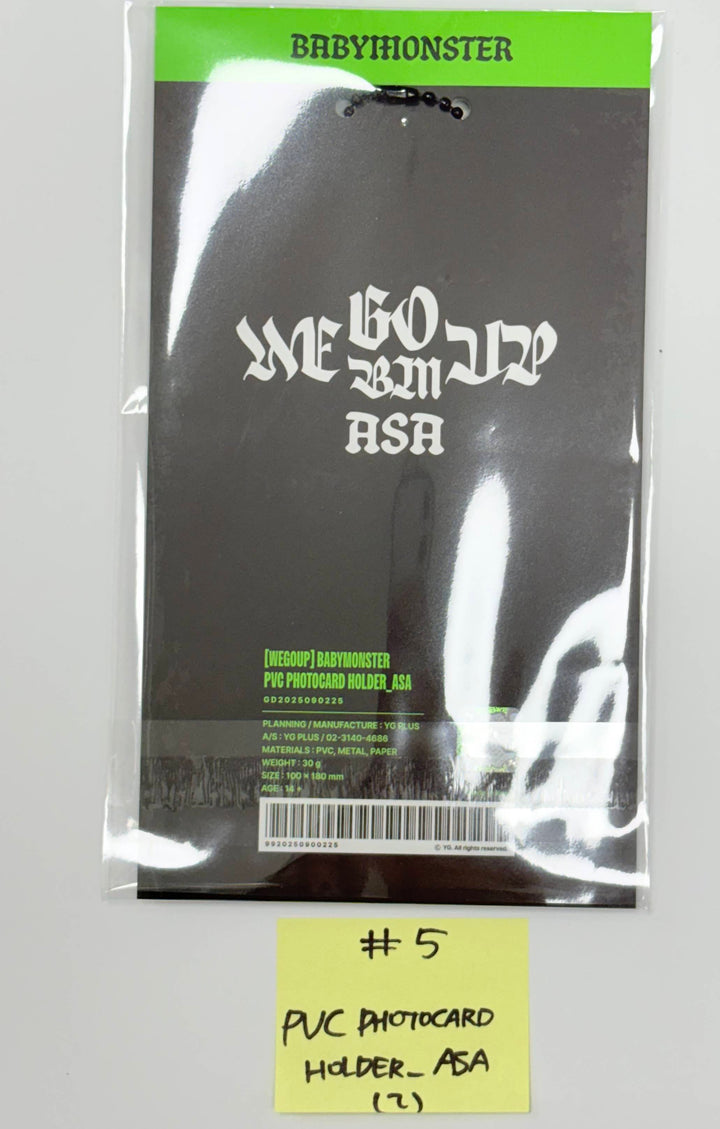 BABYMONSTER
WE GO UP
BM
ASA
[WEGOUP] BABYMONSTER
PVC PHOTOCARD HOLDER_ASA
GD2025090225
PLANNING / MANUFACTURE : YG PLUS
A/S : YG PLUS / 02-3140-4686
MATERIALS : PVC, METAL, PAPER
WEIGHT : 30 g
SIZE : 100 × 180 mm
AGE : 14 +
9920250900225
© YG. All rights reserved.
#5
PVC PHOTOCARD
HOLDER_ ASA
(2)